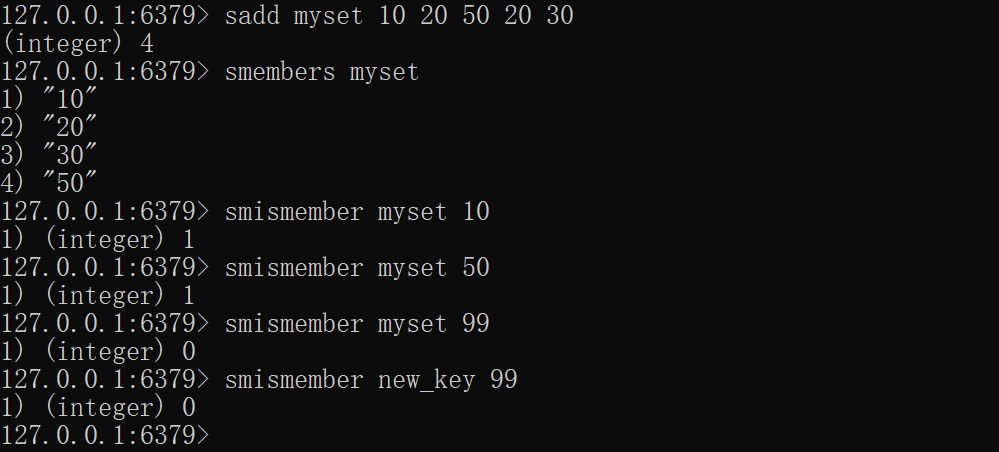 127.0.0.1:6379> sadd myset 10 20 50 20 30
(integer) 4
127.0.0.1:6379> smembers myset
1) "10"
2) "20"
3) "30"
4) "50"
127.0.0.1:6379> smismember myset 10
1) (integer) 1
127.0.0.1:6379> smismember myset 50
1) (integer) 1
127.0.0.1:6379> smismember myset 99
1) (integer) 0
127.0.0.1:6379> smismember new_key 99
1) (integer) 0
127.0.0.1:6379>